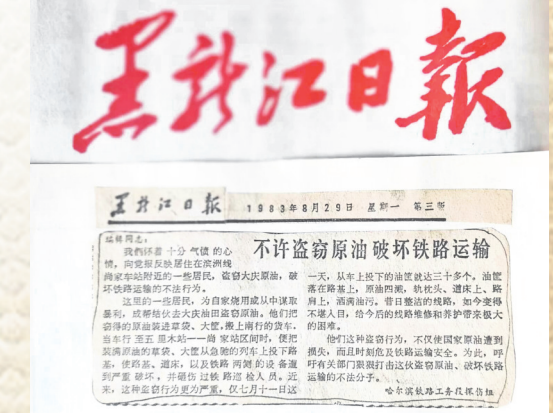 黑龙江日報
黑龙江日报 1983年8月29日 星期一 第三版
不许盗窃原油破坏铁路运输
编辑同志：
我们怀着十分气愤的心
情，向党报反映居住在滨洲线
尚家车站附近的一些居民，盗窃大庆原油，破
坏铁路运输的不法行为。
这里的一些居民，为自家烧用或从中谋取
暴利，成帮结伙去大庆油田盗窃原油。他们把
窃得的原油装进草袋、大筐，搬上南行的货车，
当车行至五里木站——尚家站区间时，便把
装满原油的草袋、大筐从急驶的列车上投下路
基，使路基、道床，以及铁路两测的设备遭
到严重破坏，并砸伤过铁路巡检人员。近
来，这种盗窃行为更为严重，仅七月十一日这
一天，从车上投下的油筐就达三十多个。油筐
落在路基上，原油四溅，轨枕头、道床上、路
肩上，洒满油污。昔日整洁的线路，如今变得
不堪入目，给今后的线路维修和养护带来极大
的困难。
他们这种盗窃行为，不仅使国家原油遭到
损失，而且时刻危及铁路运输安全。为此，呼
吁有关部门狠狠打击这伙盗窃原油、破坏铁路
运输的不法分子。
哈尔滨铁路工务段探伤组